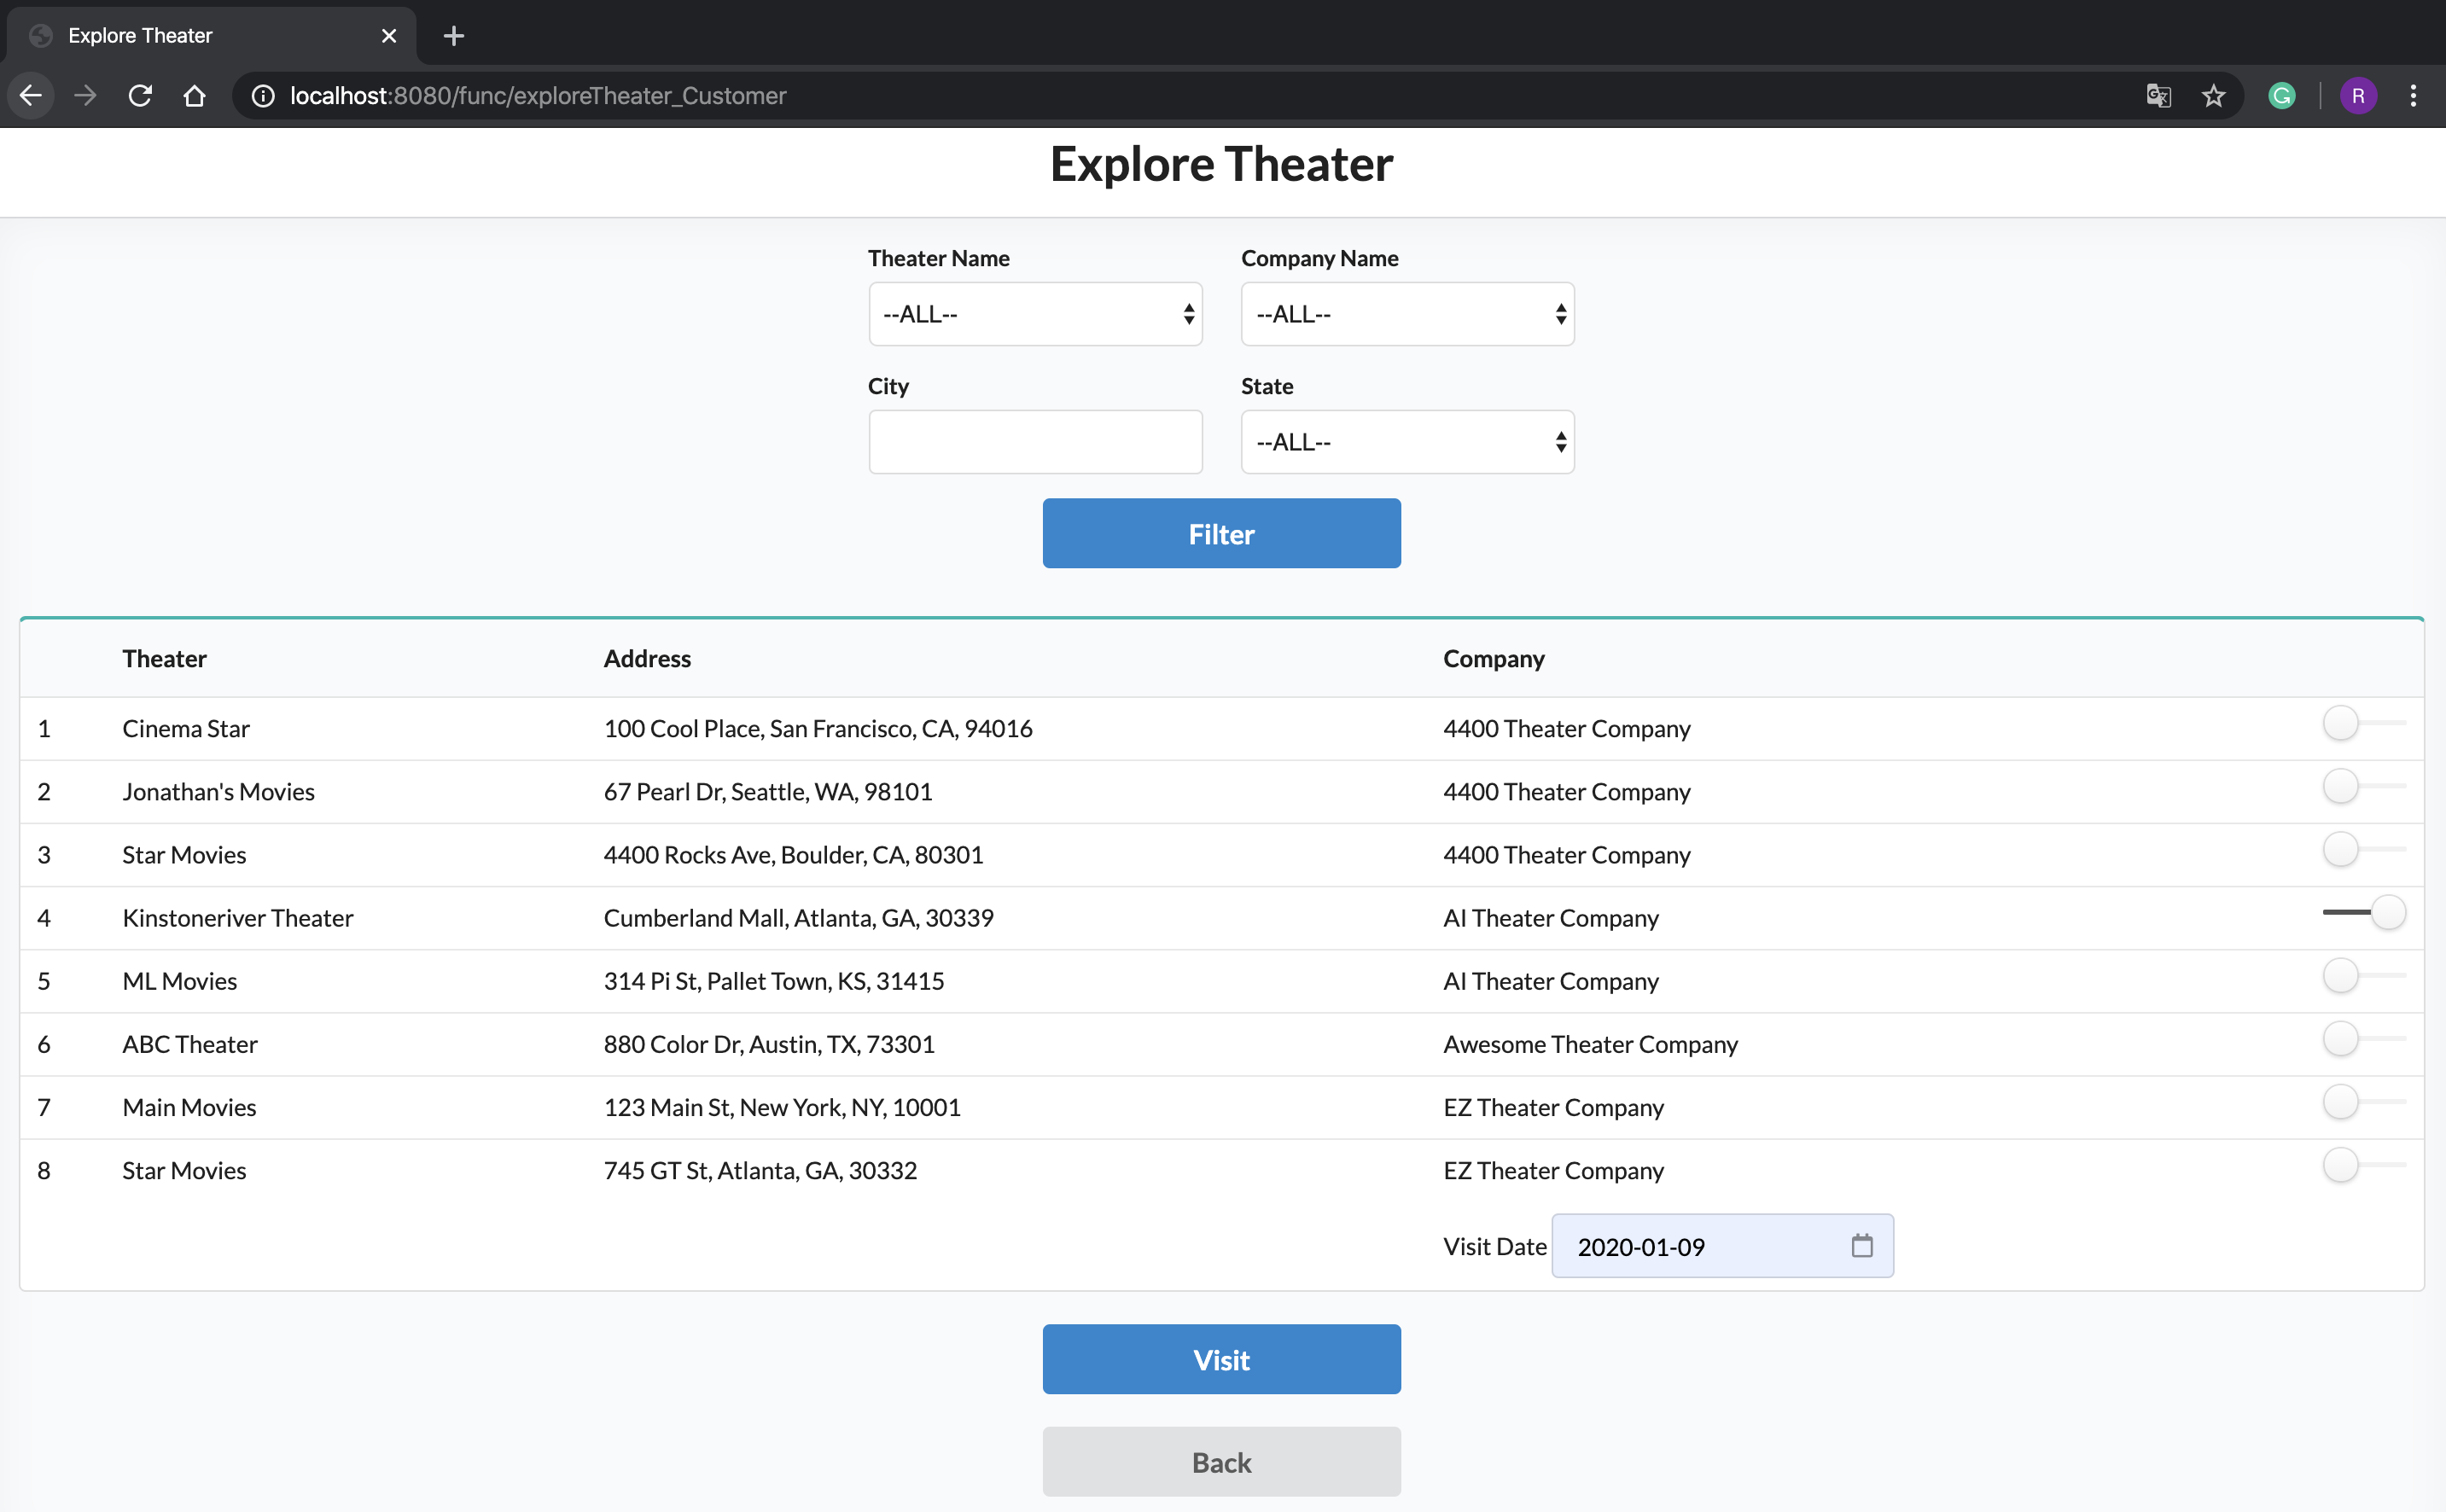 Explore Theater
localhost:8080/func/exploreTheater_Customer
G
R
Explore Theater
Theater Name Company Name
--ALL-- --ALL--
City State
--ALL--
Filter
Theater Address Company
1 Cinema Star 100 Cool Place, San Francisco, CA, 94016 4400 Theater Company
2 Jonathan's Movies 67 Pearl Dr, Seattle, WA, 98101 4400 Theater Company
3 Star Movies 4400 Rocks Ave, Boulder, CA, 80301 4400 Theater Company
4 Kinstoneriver Theater Cumberland Mall, Atlanta, GA, 30339 AI Theater Company
5 ML Movies 314 Pi St, Pallet Town, KS, 31415 AI Theater Company
6 ABC Theater 880 Color Dr, Austin, TX, 73301 Awesome Theater Company
7 Main Movies 123 Main St, New York, NY, 10001 EZ Theater Company
8 Star Movies 745 GT St, Atlanta, GA, 30332 EZ Theater Company
Visit Date 2020-01-09
Visit
Back